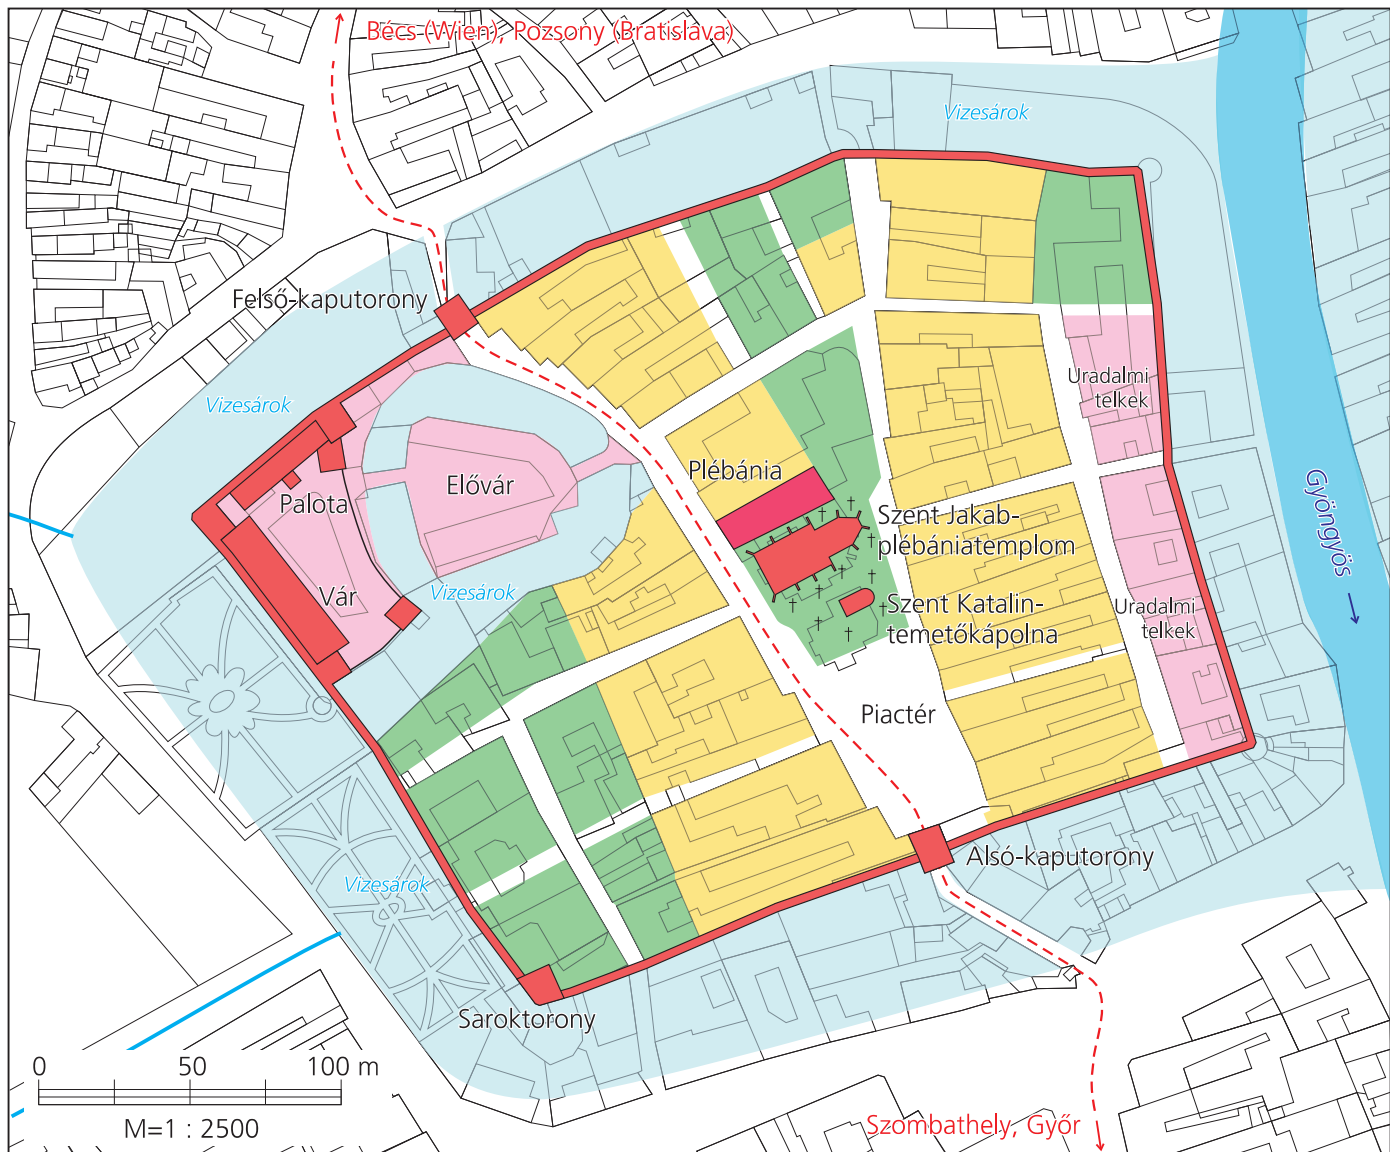 Bécs (Wien), Pozsony (Bratislava)
Vizesárok
Felső-kaputorony
Vizesárok
Uradalmi
telkek
Plébánia
Elővár
Palota
Szent Jakab-
plébániatemplom
Gyöngyös
Vizesárok
Vár
Szent Katalin-
temetőkápolna
Uradalmi
telkek
Piactér
Alsó-kaputorony
Vizesárok
Saroktorony
0 50 100 m
M=1 : 2500
Szombathely, Győr